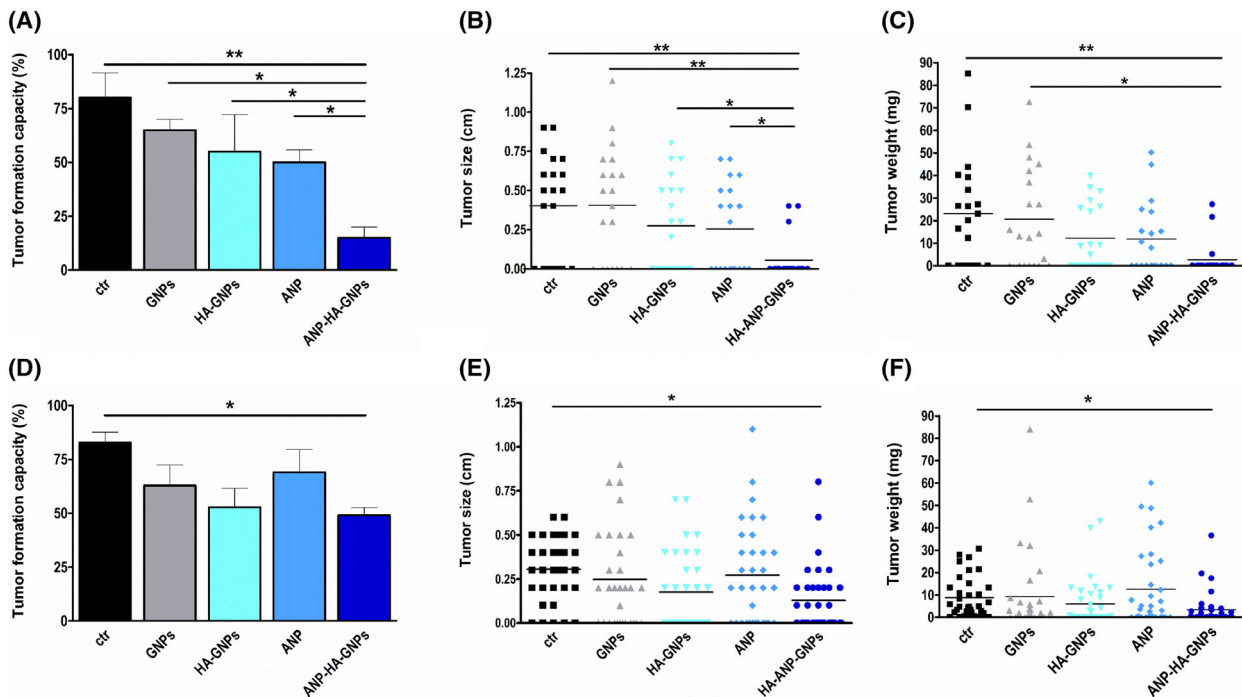 (A)
Tumor formation capacity (%)
100
75
50
25
0
**
*
*
*
ctr
GNPs
HA-GNPs
ANP
ANP-HA-GNPs
(B)
Tumor size (cm)
1.25
1.00
0.75
0.50
0.25
0.00
**
**
*
*
ctr
GNPs
HA-GNPs
ANP
HA-ANP-GNPs
(C)
Tumor weight (mg)
90
80
70
60
50
40
30
20
10
0
**
*
ctr
GNPs
HA-GNPs
ANP
ANP-HA-GNPs
(D)
Tumor formation capacity (%)
100
75
50
25
0
*
ctr
GNPs
HA-GNPs
ANP
ANP-HA-GNPs
(E)
Tumor size (cm)
1.25
1.00
0.75
0.50
0.25
0.00
*
ctr
GNPs
HA-GNPs
ANP
HA-ANP-GNPs
(F)
Tumor weight (mg)
90
80
70
60
50
40
30
20
10
0
*
ctr
GNPs
HA-GNPs
ANP
ANP-HA-GNPs